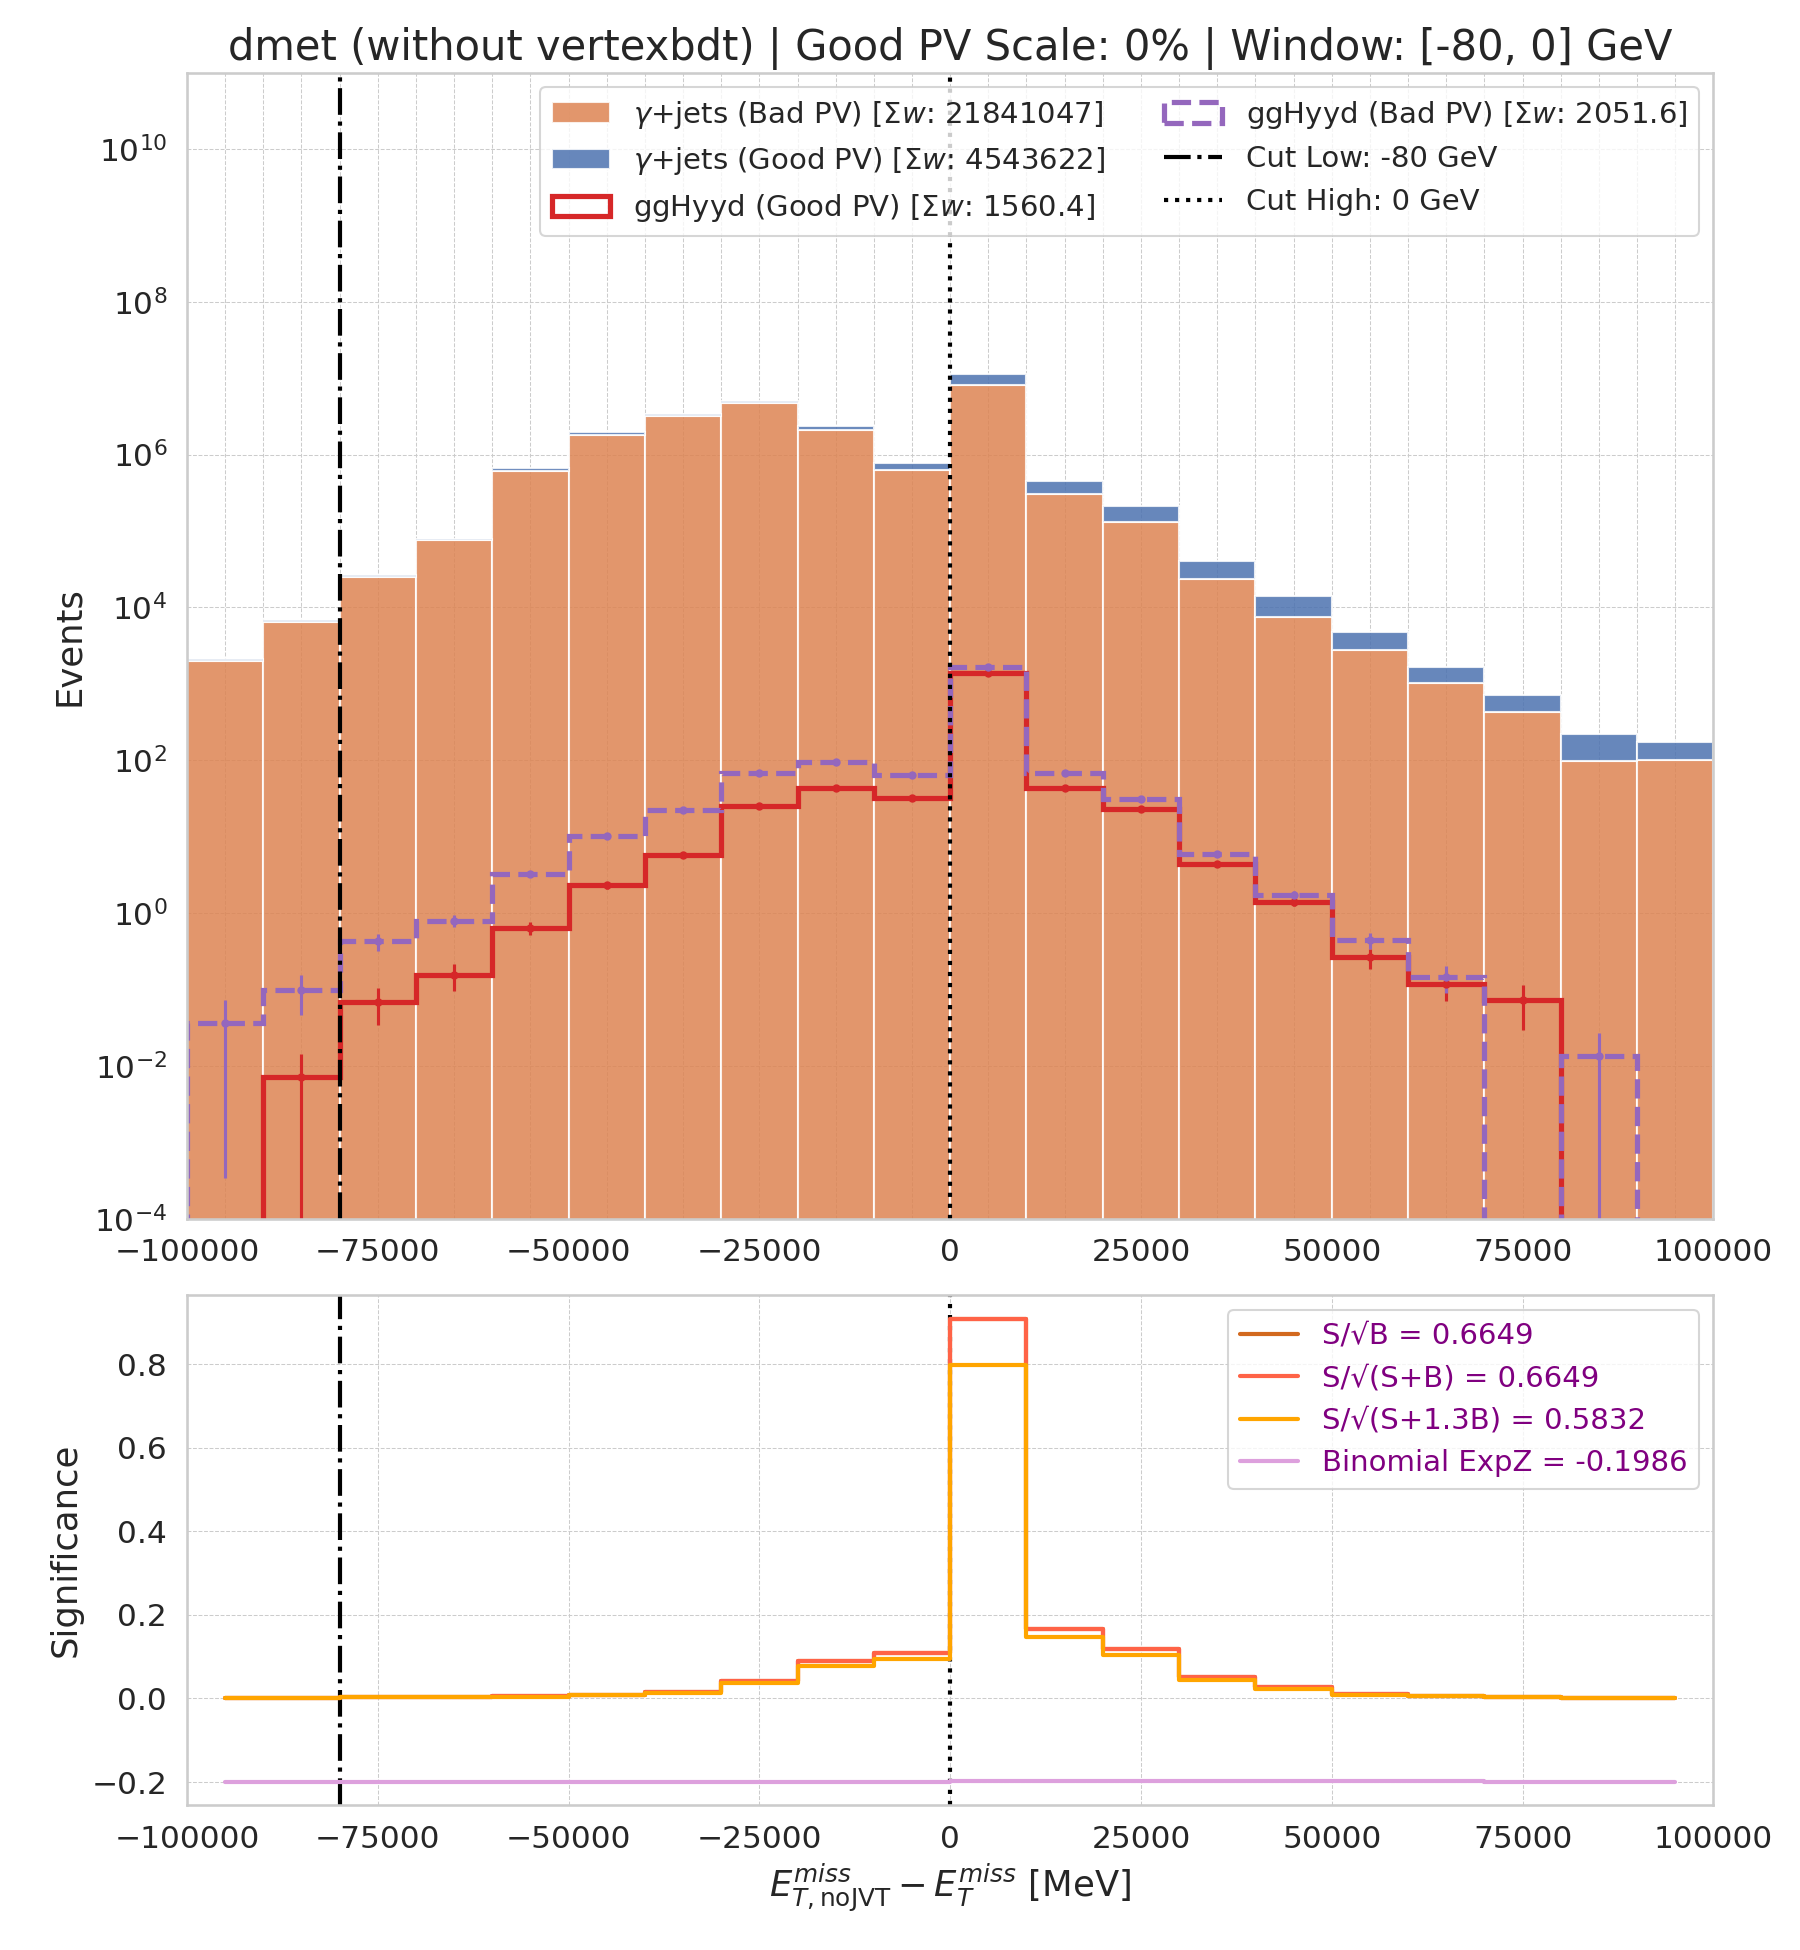 dmet (without vertexbdt) | Good PV Scale: 0% | Window: [-80, 0] GeV
γ+jets (Bad PV) [Σw: 21841047]
γ+jets (Good PV) [Σw: 4543622]
ggHyyd (Good PV) [Σw: 1560.4]
ggHyyd (Bad PV) [Σw: 2051.6]
Cut Low: -80 GeV
Cut High: 0 GeV
Events
10^10
10^8
10^6
10^4
10^2
10^0
10^−2
10^−4
−100000 −75000 −50000 −25000 0 25000 50000 75000 100000
S/√B = 0.6649
S/√(S+B) = 0.6649
S/√(S+1.3B) = 0.5832
Binomial ExpZ = -0.1986
Significance
0.8
0.6
0.4
0.2
0.0
−0.2
−100000 −75000 −50000 −25000 0 25000 50000 75000 100000
E_{T, noJVT}^{miss} − E_T^{miss} [MeV]